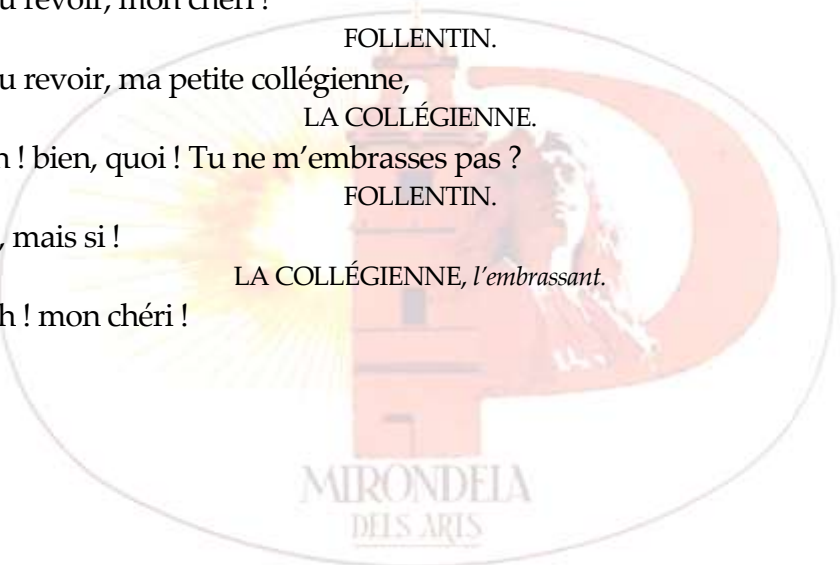 u revoir, mon chéri !
FOLLENTIN.
u revoir, ma petite collégienne,
LA COLLÉGIENNE.
h ! bien, quoi ! Tu ne m’embrasses pas ?
FOLLENTIN.
, mais si !
LA COLLÉGIENNE, l’embrassant.
h ! mon chéri !
MIRONDELA
DELS ARTS